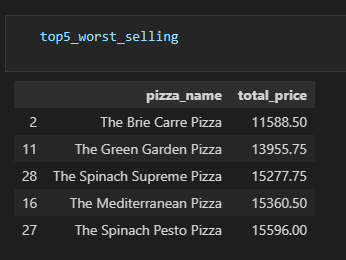 top5_worst_selling
pizza_name total_price
2 The Brie Carre Pizza 11588.50
11 The Green Garden Pizza 13955.75
28 The Spinach Supreme Pizza 15277.75
16 The Mediterranean Pizza 15360.50
27 The Spinach Pesto Pizza 15596.00